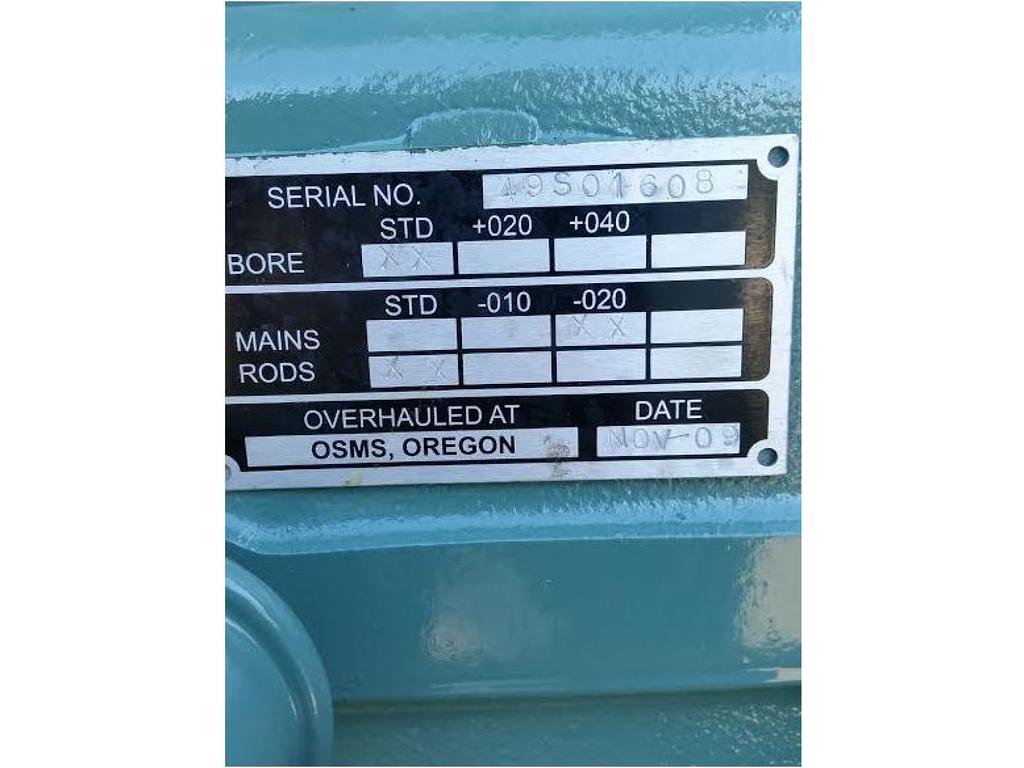 SERIAL NO. 49S01608
STD +020 +040
BORE XX
STD -010 -020
MAINS XX
RODS XX
OVERHAULED AT DATE
OSMS, OREGON NOV-09